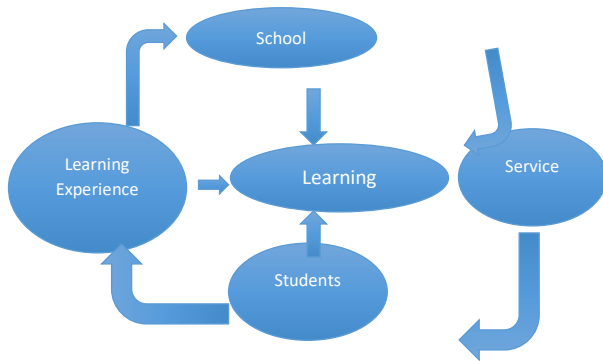 School
Learning
Experience
Learning
Service
Students